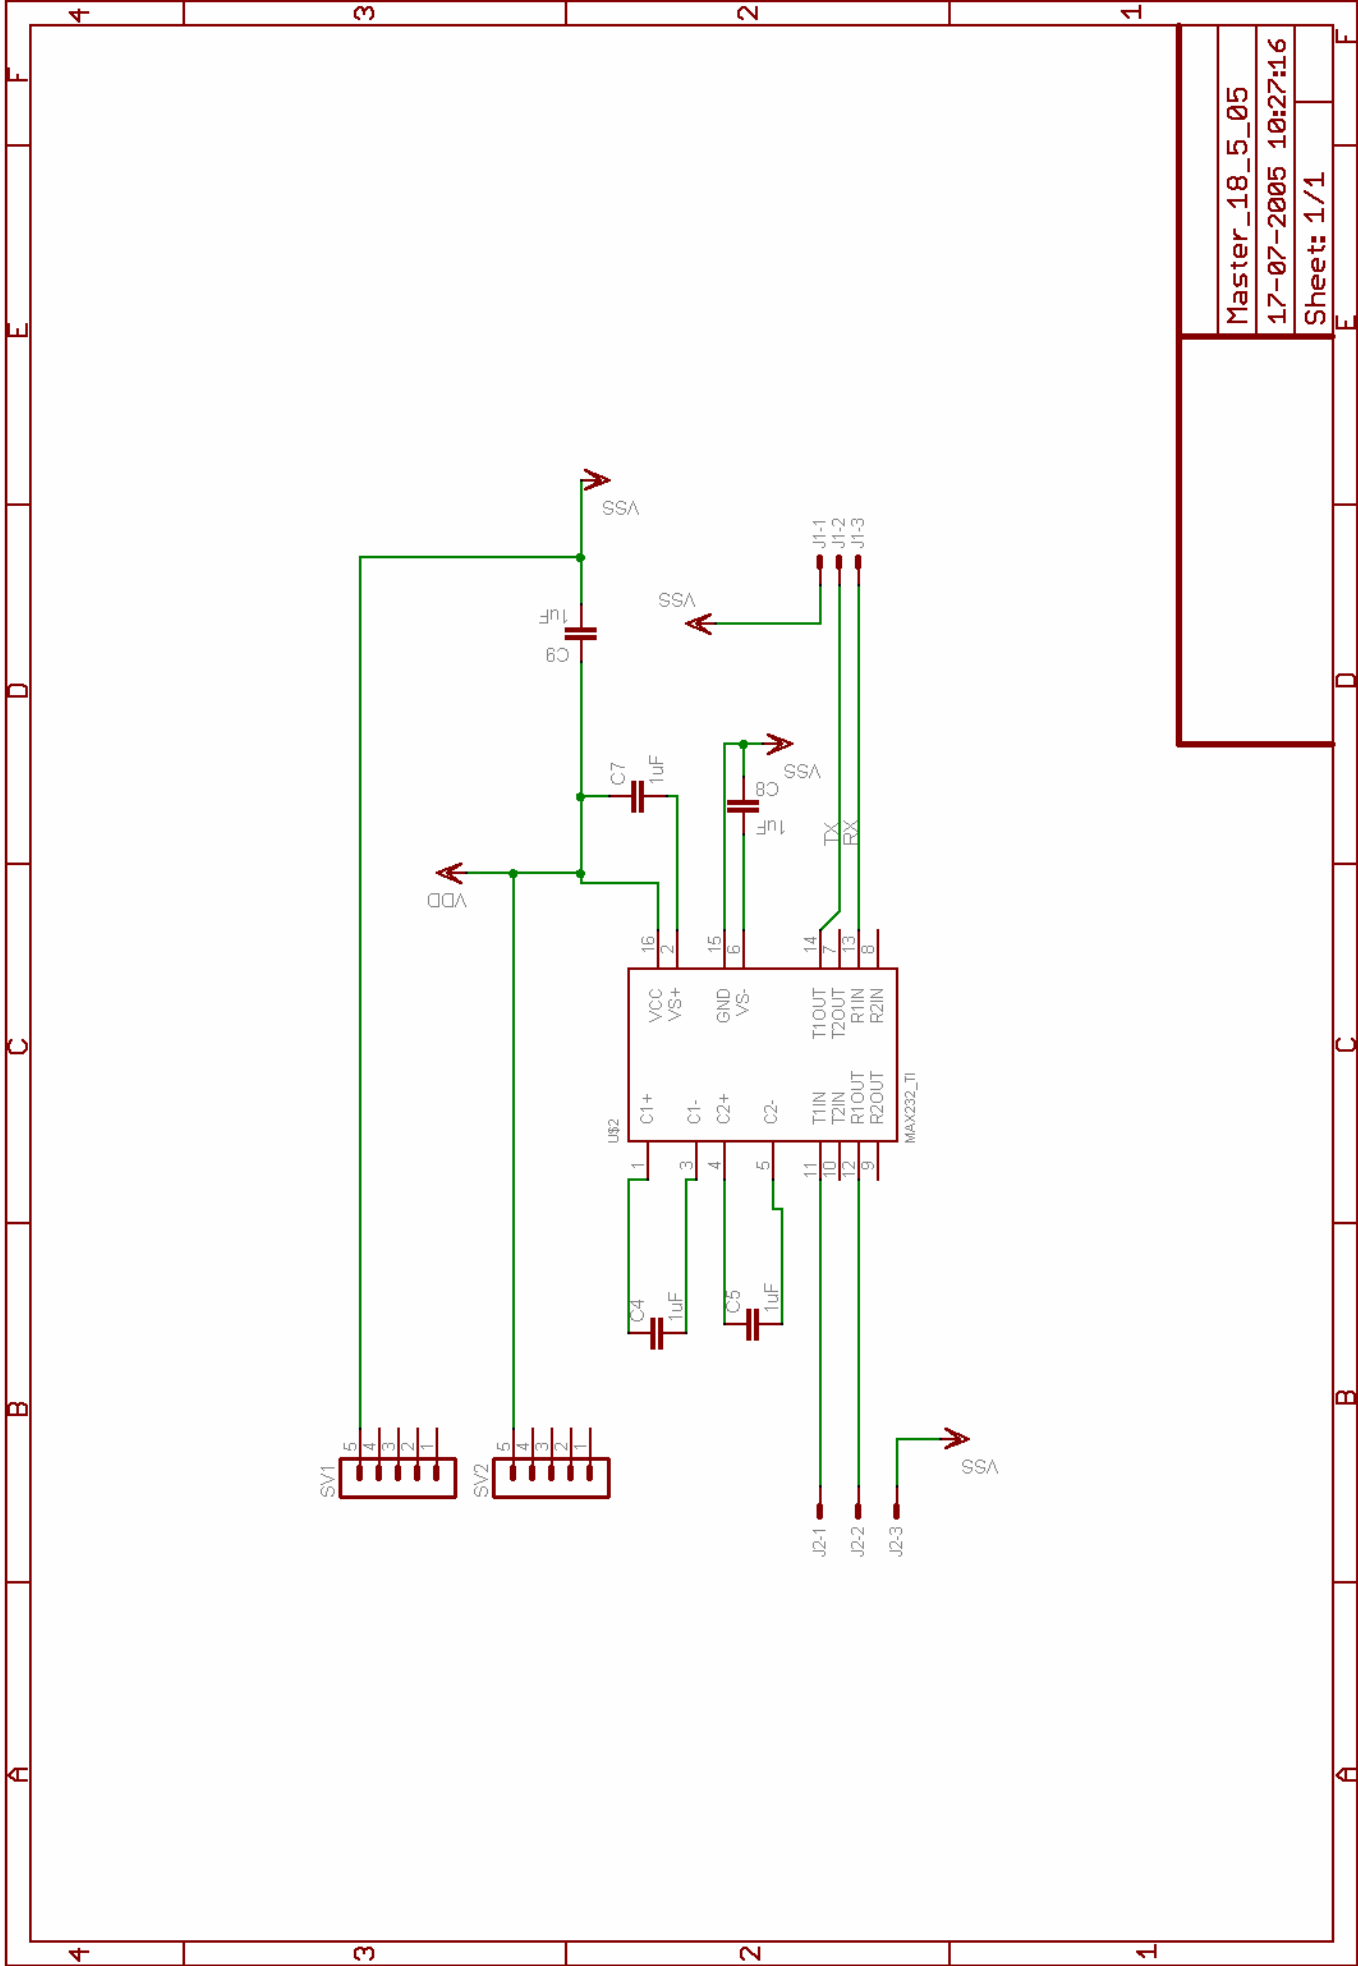 A
B
C
D
E
F
4
4
3
3
2
2
1
1
A
B
C
D
E
F
SV1
5
4
3
2
1
SV2
5
4
3
2
1
VDD
C9
1uF
VSS
C7
1uF
VSS
C8
1uF
VSS
C4
1uF
C5
1uF
U$2
1
C1+
VCC
16
VS+
2
3
C1-
4
C2+
GND
15
VS-
6
5
C2-
11
T1IN
T1OUT
14
10
T2IN
T2OUT
7
12
R1OUT
R1IN
13
9
R2OUT
R2IN
8
MAX232_TI
TX
RX
J1-1
J1-2
J1-3
J2-1
J2-2
J2-3
VSS
Master_18_5_05
17-07-2005 10:27:16
Sheet: 1/1